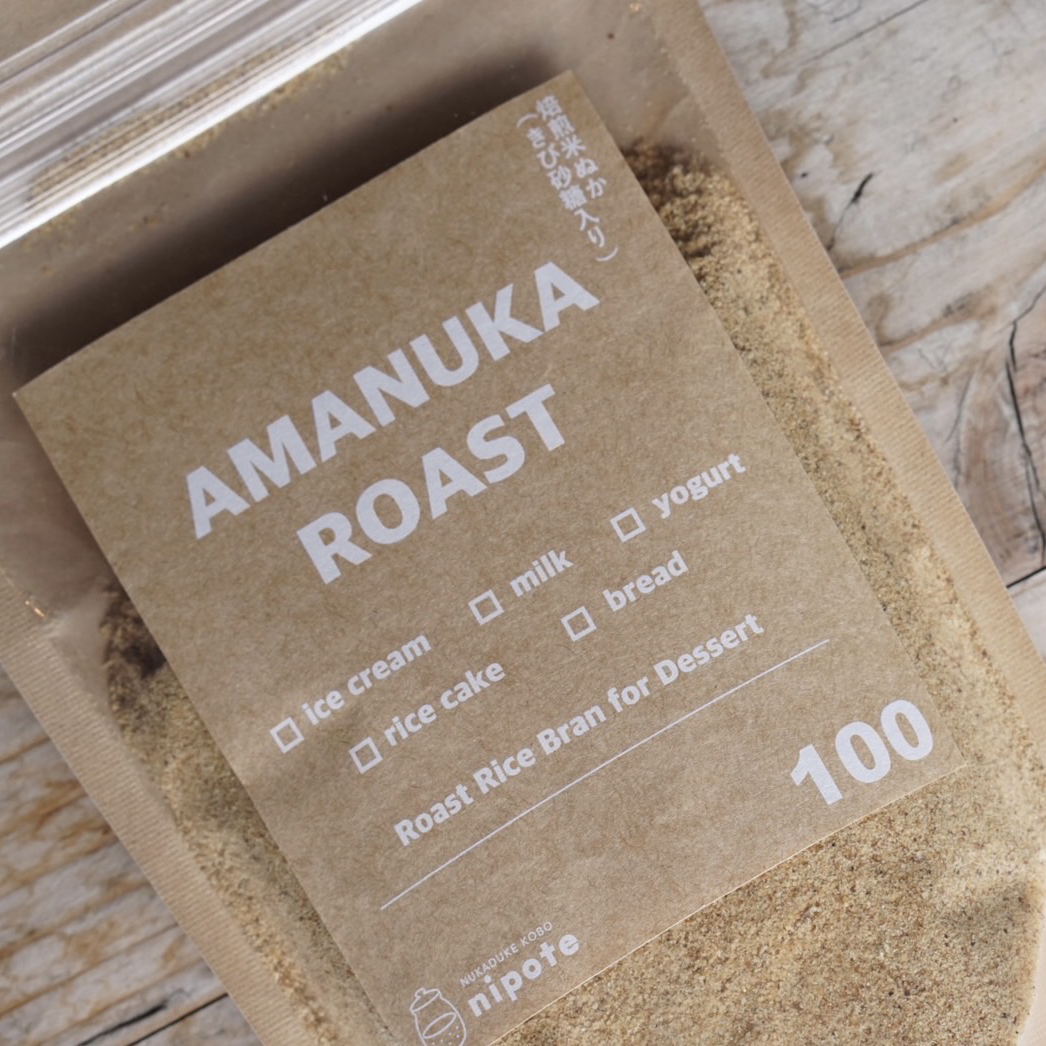 焙煎米ぬか
（きび砂糖入り）
AMANUKA
ROAST
□ ice cream □ milk □ yogurt
□ rice cake □ bread
Roast Rice Bran for Dessert
100
NUKADUKE KOBO
nipote